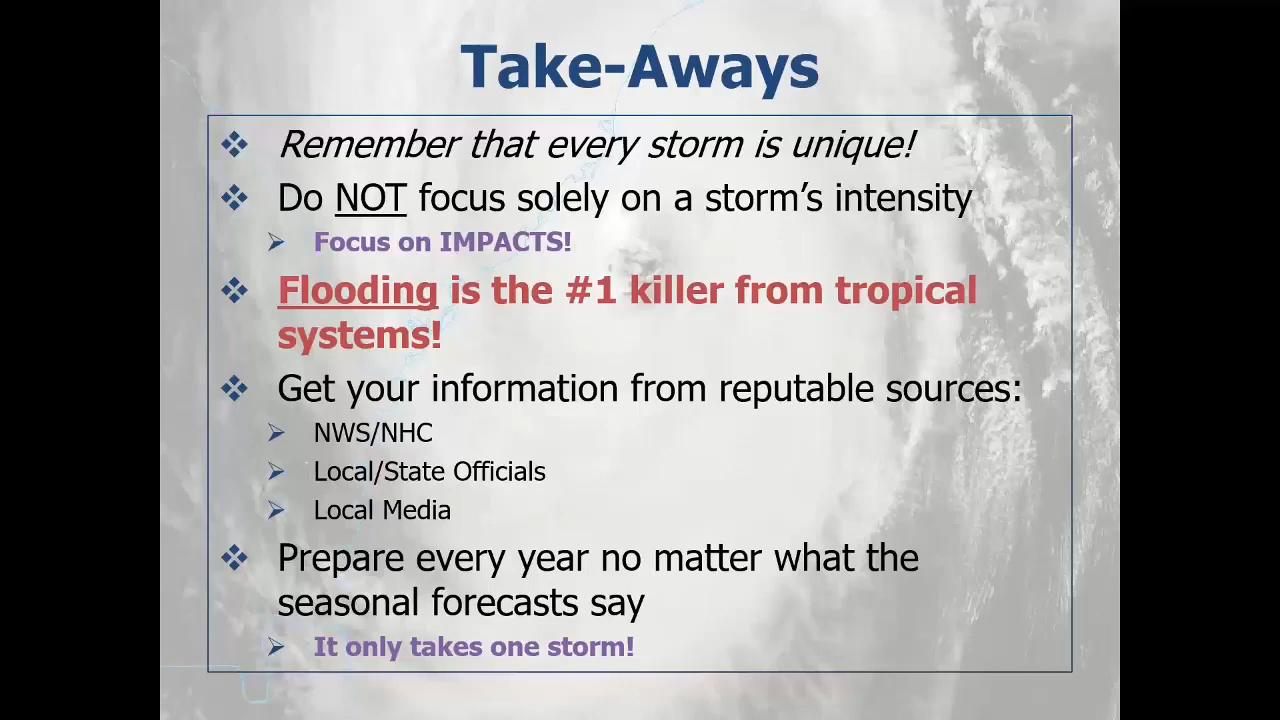 Take-Aways
Remember that every storm is unique!
Do NOT focus solely on a storm's intensity
Focus on IMPACTS!
Flooding is the #1 killer from tropical
systems!
Get your information from reputable sources:
NWS/NHC
Local/State Officials
Local Media
Prepare every year no matter what the
seasonal forecasts say
It only takes one storm!